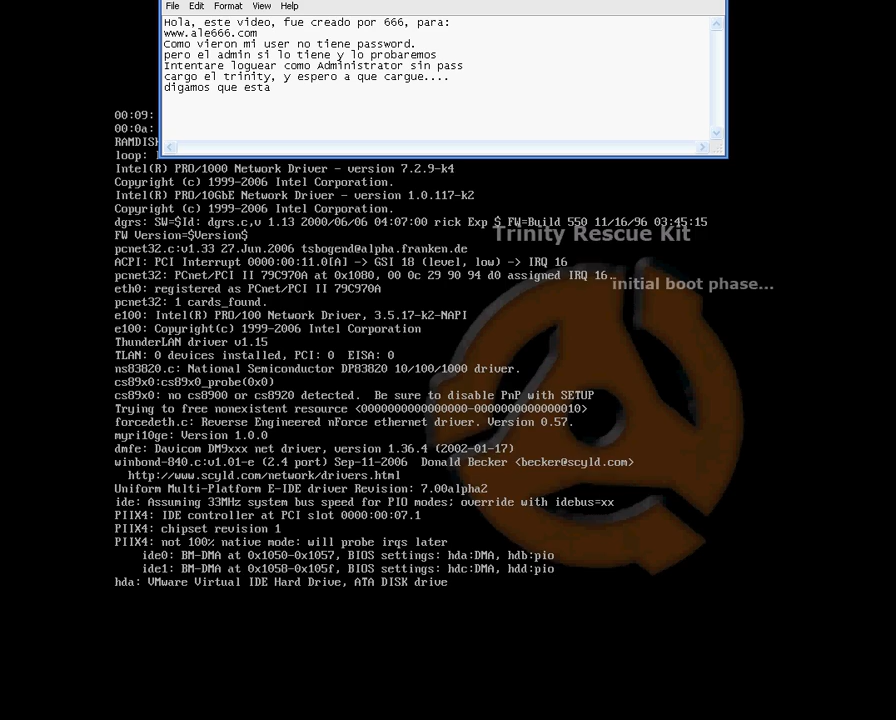 File Edit Format View Help
Hola, este video, fue creado por 666, para:
www.ale666.com
Como vieron mi user no tiene password.
pero el admin si lo tiene y lo probaremos
Intentare loguear como Administrator sin pass
cargo el trinity, y espero a que cargue....
digamos que esta
00:09:
00:0a:
RAMDISK
loop:
Intel(R) PRO/1000 Network Driver - version 7.2.9-k4
Copyright (c) 1999-2006 Intel Corporation.
Intel(R) PRO/10GbE Network Driver - version 1.0.117-k2
Copyright (c) 1999-2006 Intel Corporation.
dgrs: SW=$Id: dgrs.c,v 1.13 2000/06/06 04:07:00 rick Exp $ FW=Build 550 11/16/96 03:45:15
FW Version=$Version$
Trinity Rescue Kit
pcnet32.c:v1.33 27.Jun.2006 tsbogend@alpha.franken.de
ACPI: PCI Interrupt 0000:00:11.0[A] -> GSI 18 (level, low) -> IRQ 16
pcnet32: PCnet/PCI II 79C970A at 0x1080, 00 0c 29 90 94 d0 assigned IRQ 16.
initial boot phase...
eth0: registered as PCnet/PCI II 79C970A
pcnet32: 1 cards_found.
e100: Intel(R) PRO/100 Network Driver, 3.5.17-k2-NAPI
e100: Copyright(c) 1999-2006 Intel Corporation
ThunderLAN driver v1.15
TLAN: 0 devices installed, PCI: 0  EISA: 0
ns83820.c: National Semiconductor DP83820 10/100/1000 driver.
cs89x0:cs89x0_probe(0x0)
cs89x0: no cs8900 or cs8920 detected.  Be sure to disable PnP with SETUP
Trying to free nonexistent resource <0000000000000000-0000000000000010>
forcedeth.c: Reverse Engineered nForce ethernet driver. Version 0.57.
myri10ge: Version 1.0.0
dmfe: Davicom DM9xxx net driver, version 1.36.4 (2002-01-17)
winbond-840.c:v1.01-e (2.4 port) Sep-11-2006  Donald Becker <becker@scyld.com>
http://www.scyld.com/network/drivers.html
Uniform Multi-Platform E-IDE driver Revision: 7.00alpha2
ide: Assuming 33MHz system bus speed for PIO modes; override with idebus=xx
PIIX4: IDE controller at PCI slot 0000:00:07.1
PIIX4: chipset revision 1
PIIX4: not 100% native mode: will probe irqs later
ide0: BM-DMA at 0x1050-0x1057, BIOS settings: hda:DMA, hdb:pio
ide1: BM-DMA at 0x1058-0x105f, BIOS settings: hdc:DMA, hdd:pio
hda: VMware Virtual IDE Hard Drive, ATA DISK drive